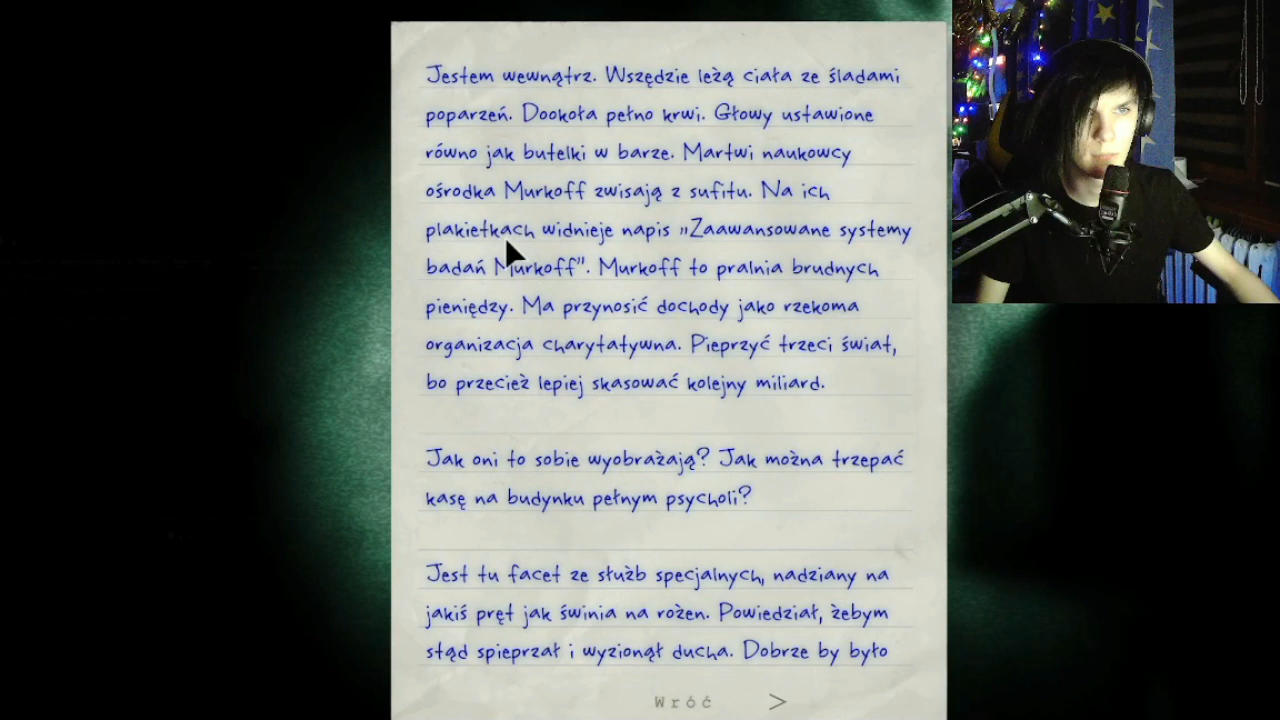 Jestem wewnątrz. Wszędzie leżą ciała ze śladami
poparzeń. Dookoła pełno krwi. Głowy ustawione
równo jak butelki w barze. Martwi naukowcy
ośrodka Murkoff zwisają z sufitu. Na ich
plakietkach widnieje napis „Zaawansowane systemy
badań Murkoff”. Murkoff to pralnia brudnych
pieniędzy. Ma przynosić dochody jako rzekoma
organizacja charytatywna. Pieprzyć trzeci świat,
bo przecież lepiej skasować kolejny miliard.
Jak oni to sobie wyobrażają? Jak można trzepać
kasę na budynku pełnym psycholi?
Jest tu facet ze służb specjalnych, nadziany na
jakiś pręt jak świnia na rożen. Powiedział, żebym
stąd spieprzał i wyzionął ducha. Dobrze by było
Wróć >